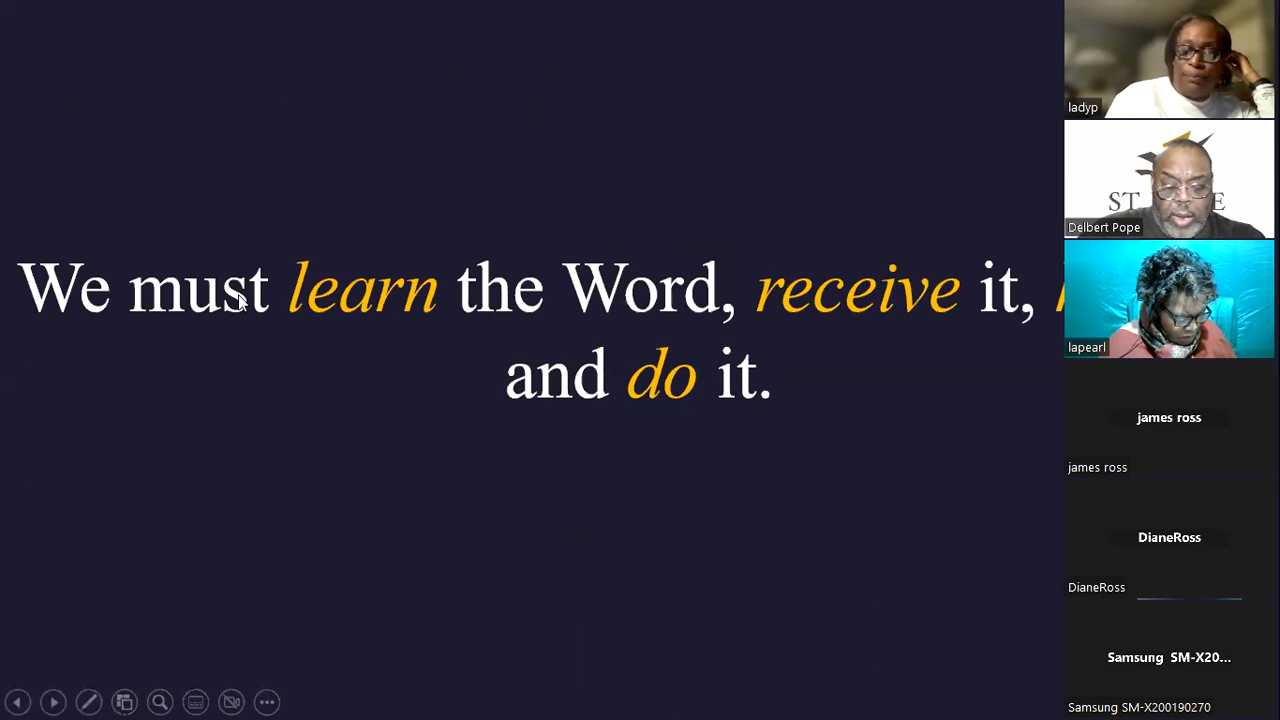 We must learn the Word, receive it,
and do it.
ladyp
ST
E
Delbert Pope
lapearl
james ross
james ross
DianeRoss
DianeRoss
Samsung SM-X20...
Samsung SM-X200190270